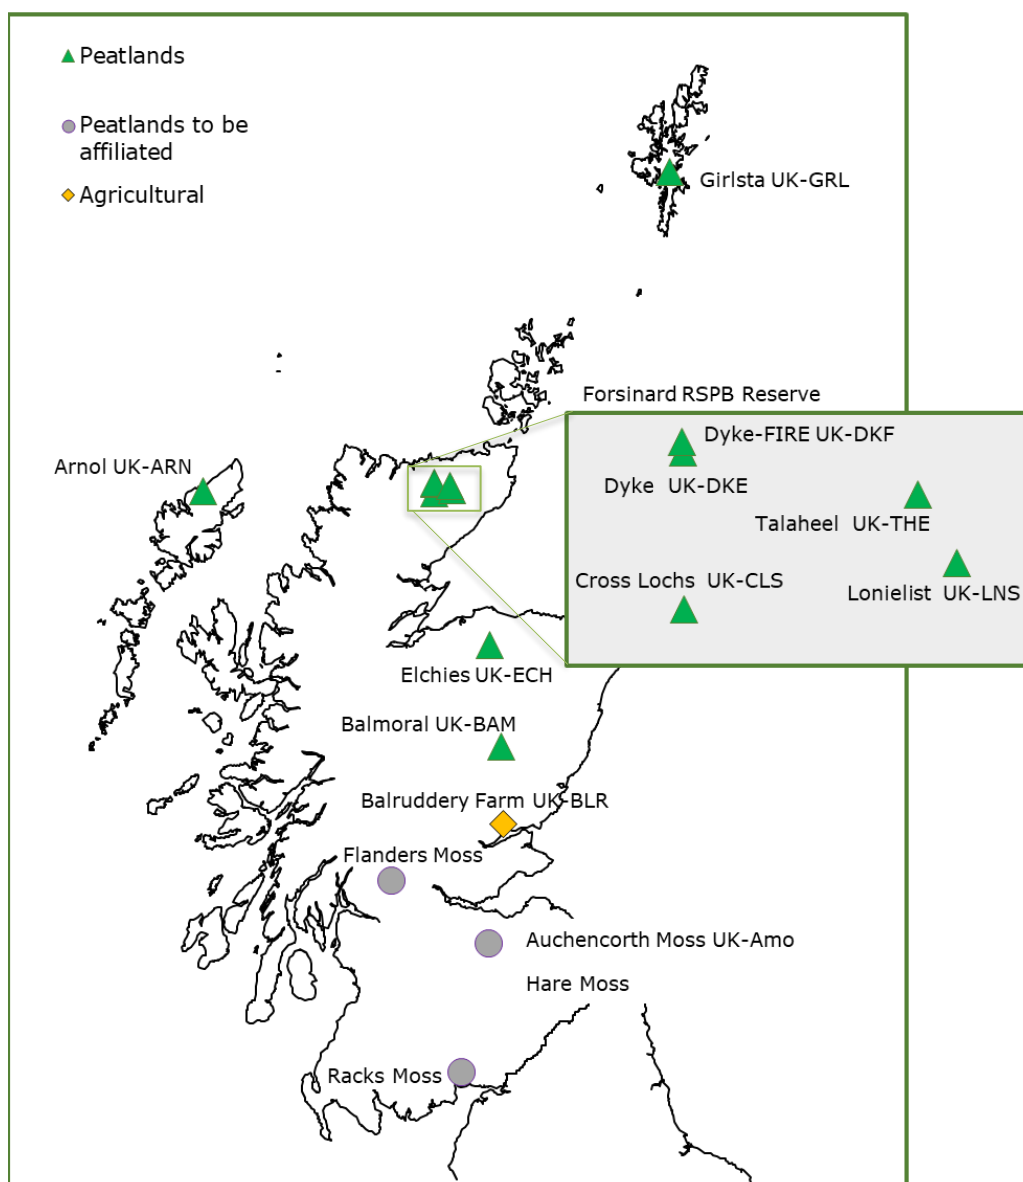 Peatlands
Peatlands to be
affiliated
Agricultural
Girlsta UK-GRL
Forsinard RSPB Reserve
Dyke-FIRE UK-DKF
Dyke UK-DKE
Talaheel UK-THE
Cross Lochs UK-CLS
Lonielist UK-LNS
Arnol UK-ARN
Elchies UK-ECH
Balmoral UK-BAM
Balruddery Farm UK-BLR
Flanders Moss
Auchencorth Moss UK-Amo
Hare Moss
Racks Moss